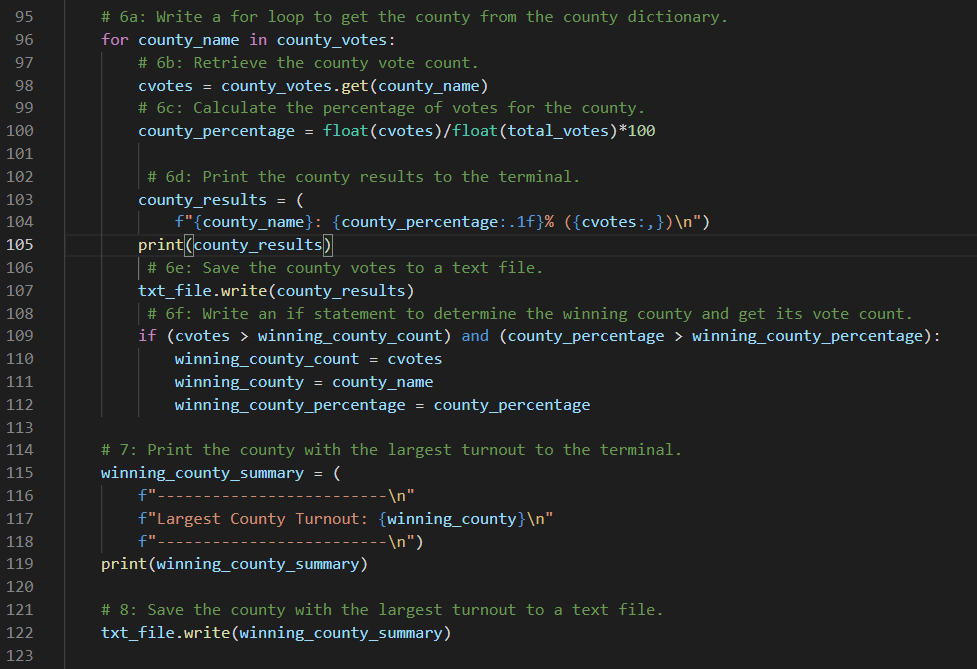 95 # 6a: Write a for loop to get the county from the county dictionary.
96 for county_name in county_votes:
97 # 6b: Retrieve the county vote count.
98 cvotes = county_votes.get(county_name)
99 # 6c: Calculate the percentage of votes for the county.
100 county_percentage = float(cvotes)/float(total_votes)*100
101
102 # 6d: Print the county results to the terminal.
103 county_results = (
104 f"{county_name}: {county_percentage:.1f}% ({cvotes:,})\n")
105 print(county_results)
106 # 6e: Save the county votes to a text file.
107 txt_file.write(county_results)
108 # 6f: Write an if statement to determine the winning county and get its vote count.
109 if (cvotes > winning_county_count) and (county_percentage > winning_county_percentage):
110 winning_county_count = cvotes
111 winning_county = county_name
112 winning_county_percentage = county_percentage
113
114 # 7: Print the county with the largest turnout to the terminal.
115 winning_county_summary = (
116 f"-------------------------\n"
117 f"Largest County Turnout: {winning_county}\n"
118 f"-------------------------\n")
119 print(winning_county_summary)
120
121 # 8: Save the county with the largest turnout to a text file.
122 txt_file.write(winning_county_summary)
123